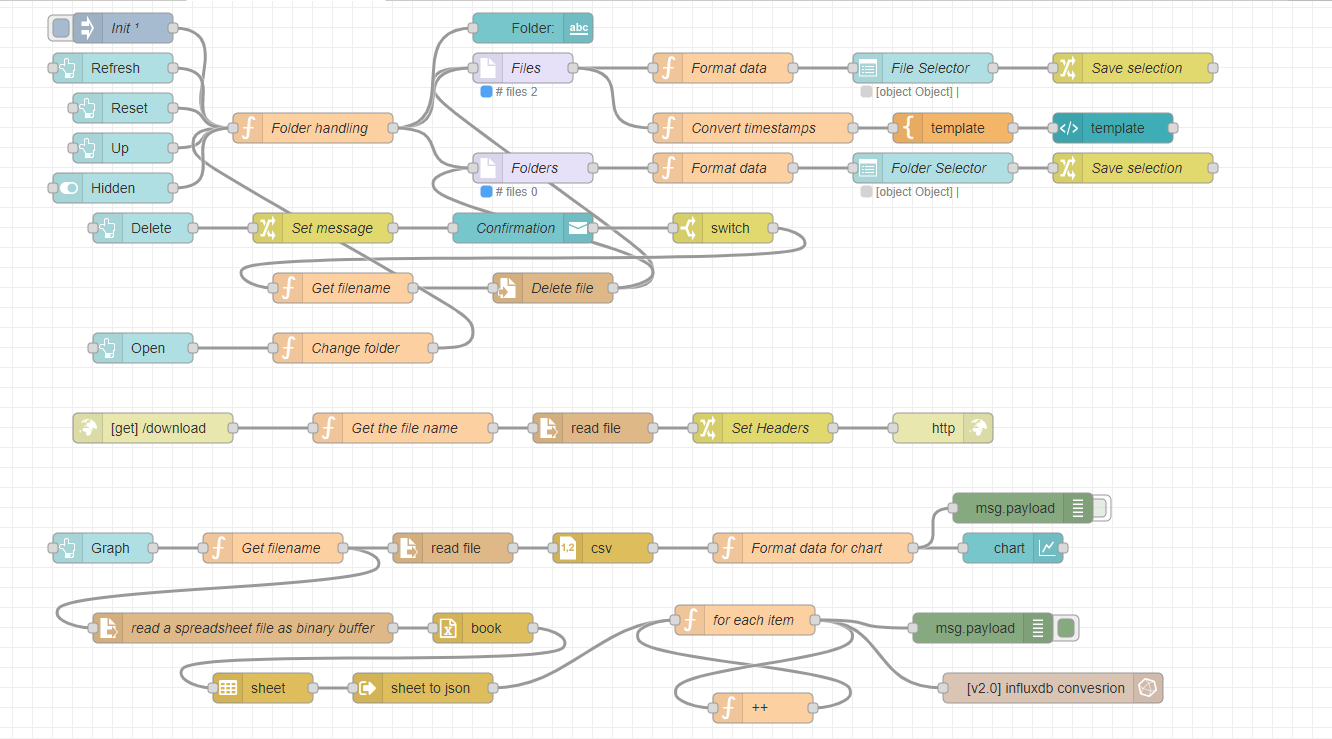 Init ¹
Folder:
abc
Refresh
Files
Format data
File Selector
Save selection
# files 2
[object Object] |
Reset
Folder handling
Convert timestamps
{
template
</>
template
Up
Folders
Format data
Folder Selector
Save selection
Hidden
# files 0
[object Object] |
Delete
Set message
Confirmation
switch
Get filename
Delete file
Open
Change folder
[get] /download
Get the file name
read file
Set Headers
http
msg.payload
Graph
Get filename
read file
1,2
csv
Format data for chart
chart
read a spreadsheet file as binary buffer
book
for each item
msg.payload
sheet
sheet to json
++
[v2.0] influxdb convesrion